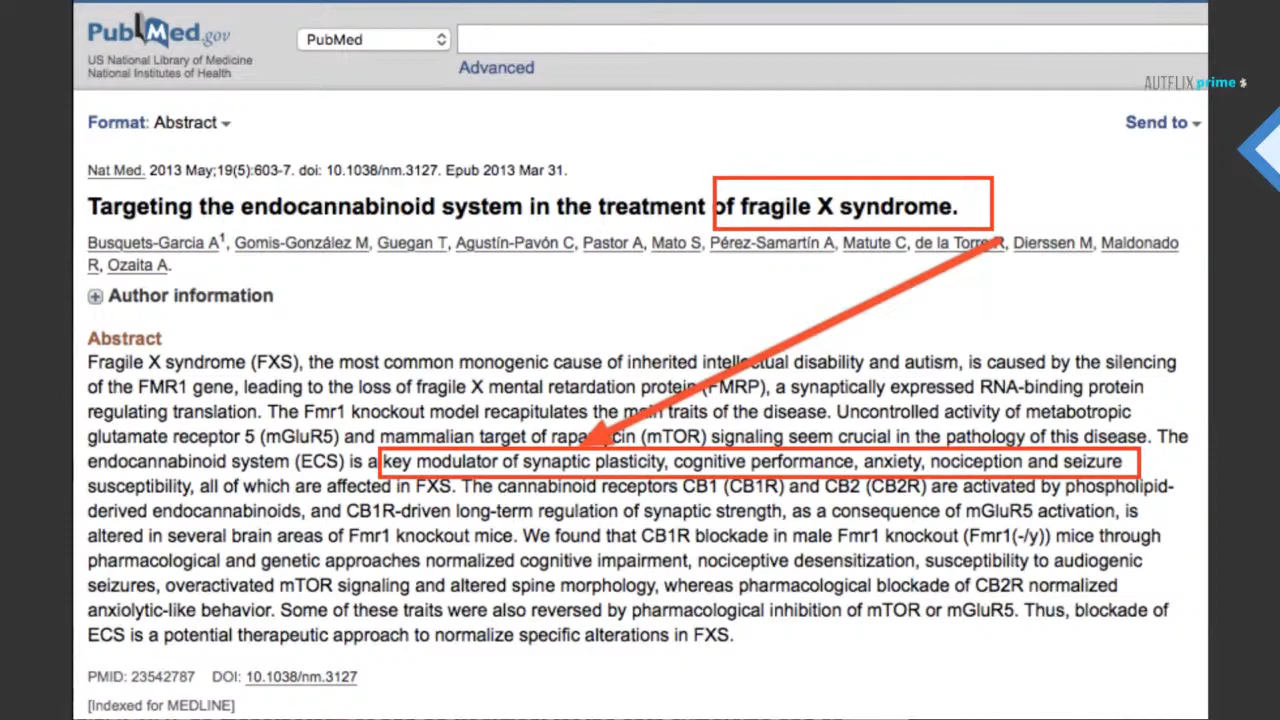 PubMed.gov
US National Library of Medicine
National Institutes of Health
PubMed
Advanced
AUTFLIX prime
Format: Abstract
Send to
Nat Med. 2013 May;19(5):603-7. doi: 10.1038/nm.3127. Epub 2013 Mar 31.
Targeting the endocannabinoid system in the treatment of fragile X syndrome.
Busquets-Garcia A1, Gomis-González M, Guegan T, Agustín-Pavón C, Pastor A, Mato S, Pérez-Samartín A, Matute C, de la Torre R, Dierssen M, Maldonado
R, Ozaita A.
Author information
Abstract
Fragile X syndrome (FXS), the most common monogenic cause of inherited intellectual disability and autism, is caused by the silencing
of the FMR1 gene, leading to the loss of fragile X mental retardation protein (FMRP), a synaptically expressed RNA-binding protein
regulating translation. The Fmr1 knockout model recapitulates the main traits of the disease. Uncontrolled activity of metabotropic
glutamate receptor 5 (mGluR5) and mammalian target of rapamycin (mTOR) signaling seem crucial in the pathology of this disease. The
endocannabinoid system (ECS) is a key modulator of synaptic plasticity, cognitive performance, anxiety, nociception and seizure
susceptibility, all of which are affected in FXS. The cannabinoid receptors CB1 (CB1R) and CB2 (CB2R) are activated by phospholipid-
derived endocannabinoids, and CB1R-driven long-term regulation of synaptic strength, as a consequence of mGluR5 activation, is
altered in several brain areas of Fmr1 knockout mice. We found that CB1R blockade in male Fmr1 knockout (Fmr1(-/y)) mice through
pharmacological and genetic approaches normalized cognitive impairment, nociceptive desensitization, susceptibility to audiogenic
seizures, overactivated mTOR signaling and altered spine morphology, whereas pharmacological blockade of CB2R normalized
anxiolytic-like behavior. Some of these traits were also reversed by pharmacological inhibition of mTOR or mGluR5. Thus, blockade of
ECS is a potential therapeutic approach to normalize specific alterations in FXS.
PMID: 23542787 DOI: 10.1038/nm.3127
[Indexed for MEDLINE]